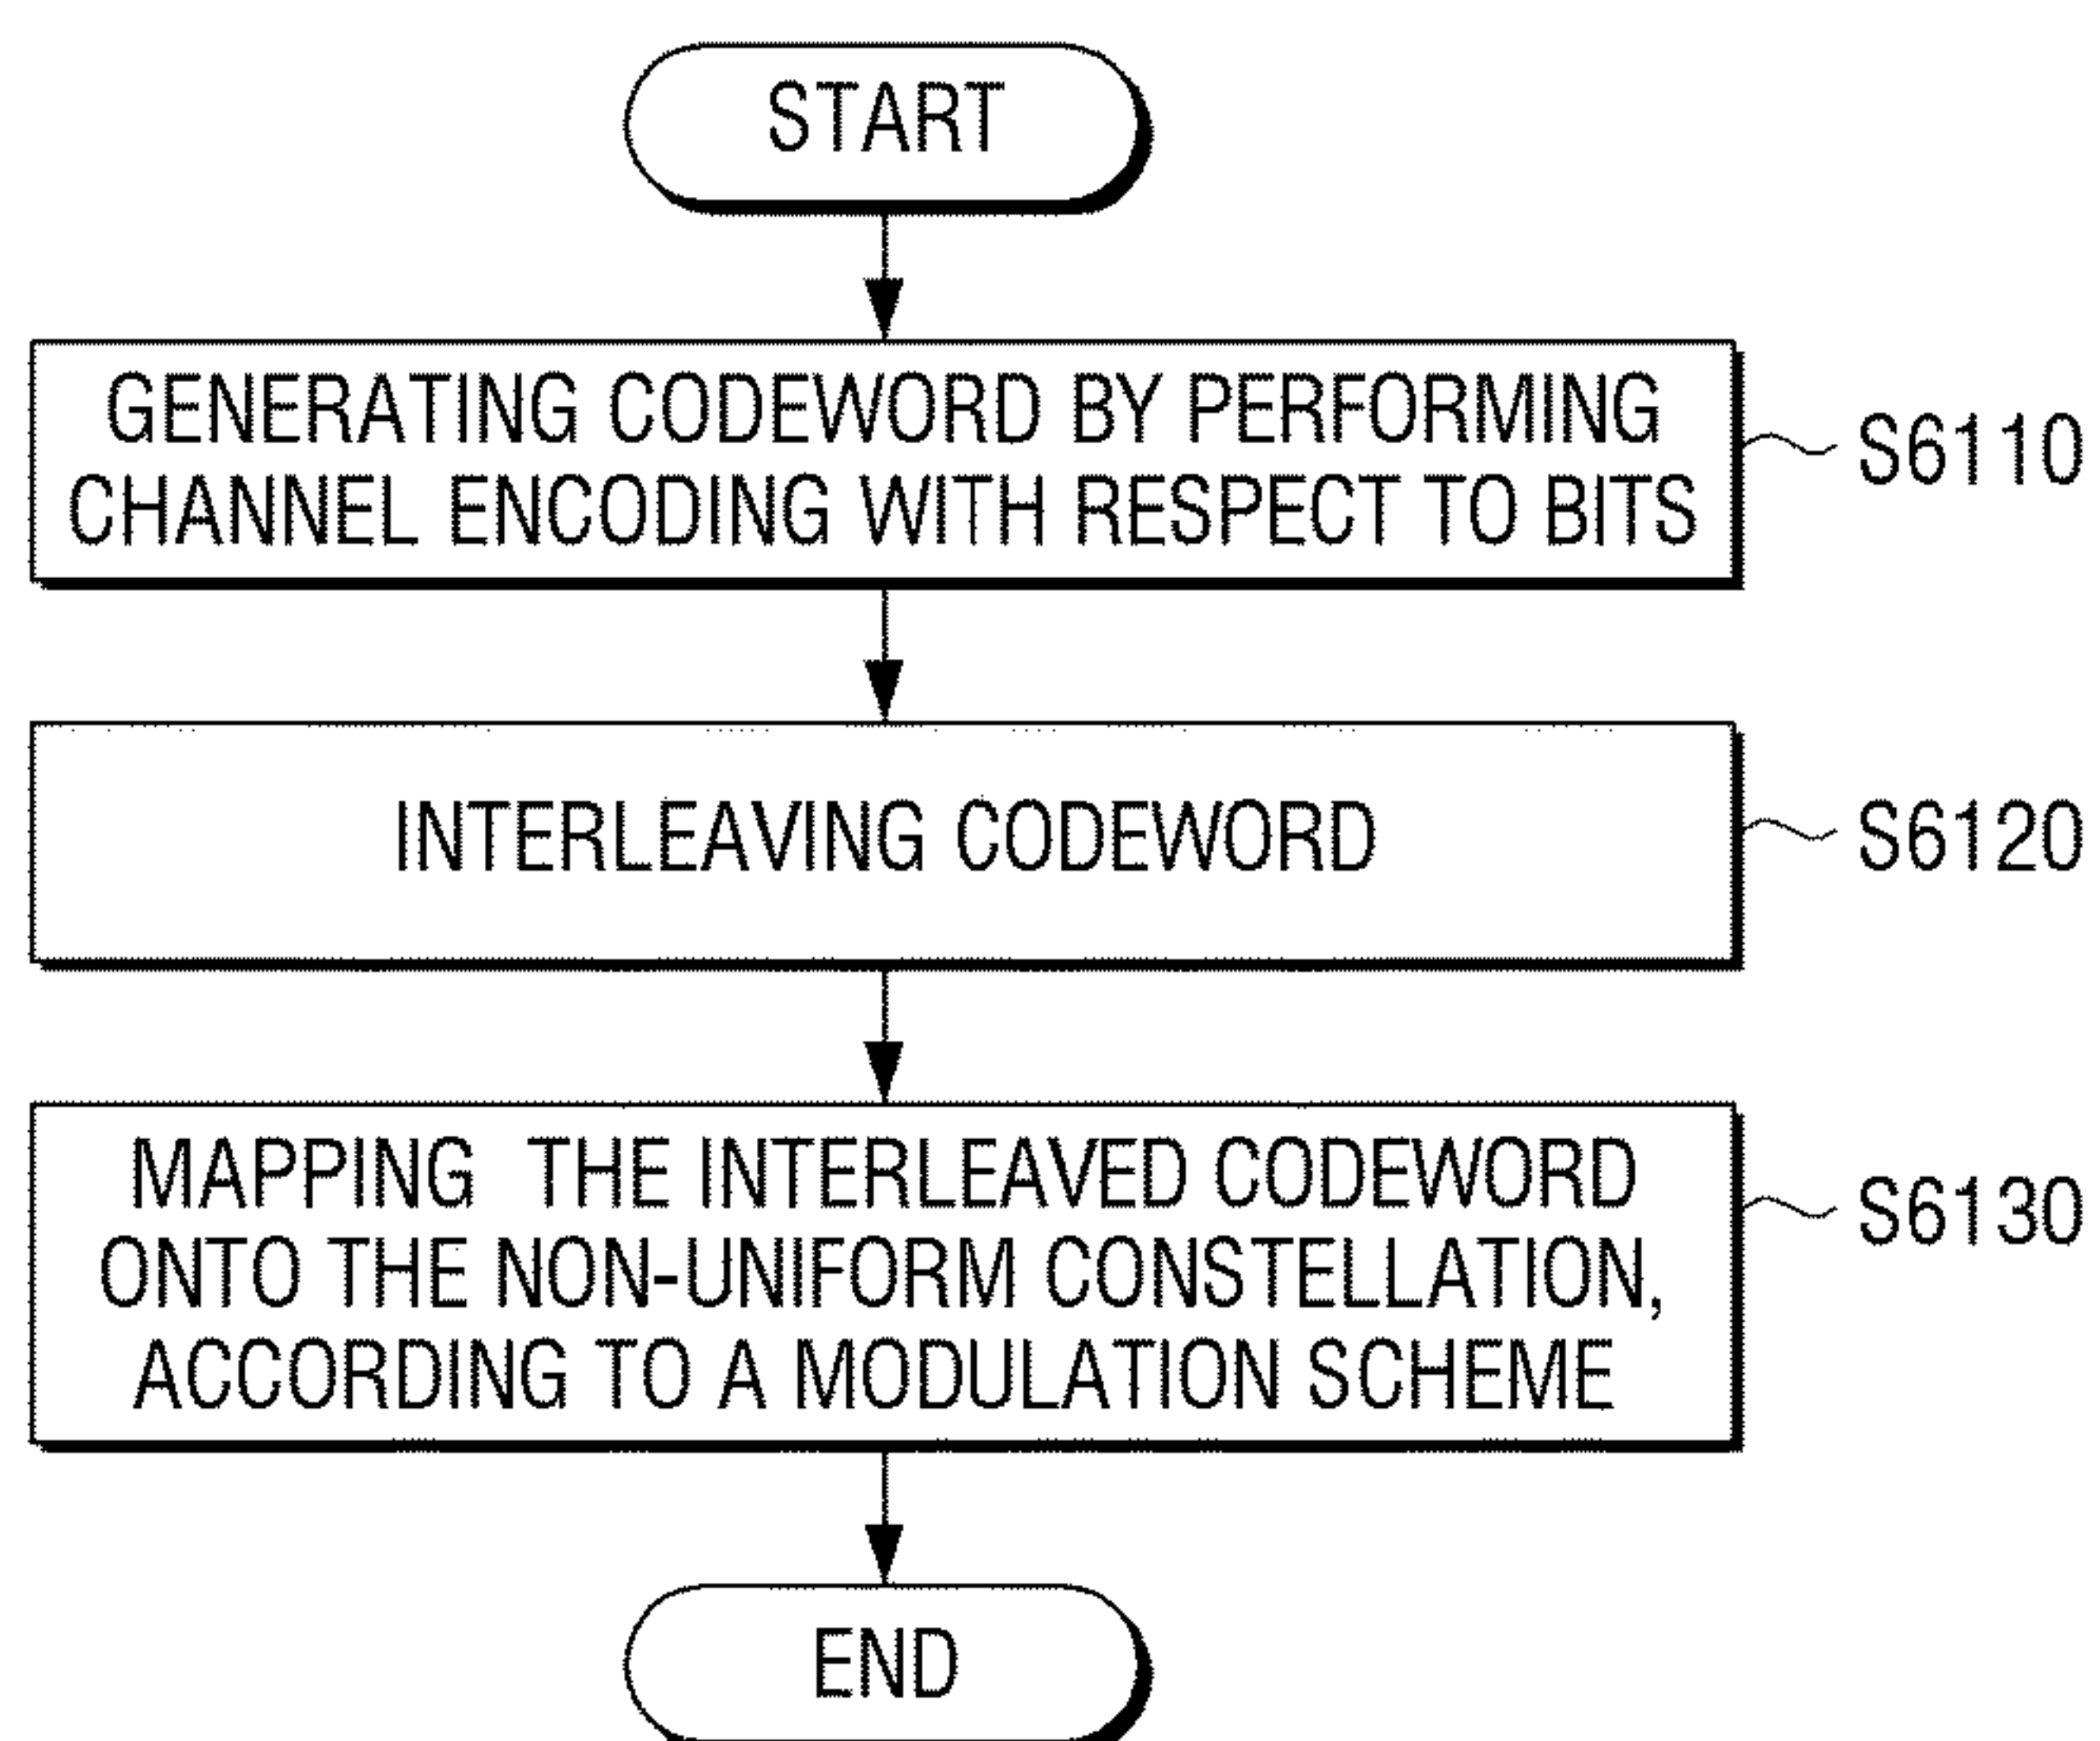 START
GENERATING CODEWORD BY PERFORMING
CHANNEL ENCODING WITH RESPECT TO BITS
S6110
INTERLEAVING CODEWORD
S6120
MAPPING THE INTERLEAVED CODEWORD
ONTO THE NON-UNIFORM CONSTELLATION,
ACCORDING TO A MODULATION SCHEME
S6130
END